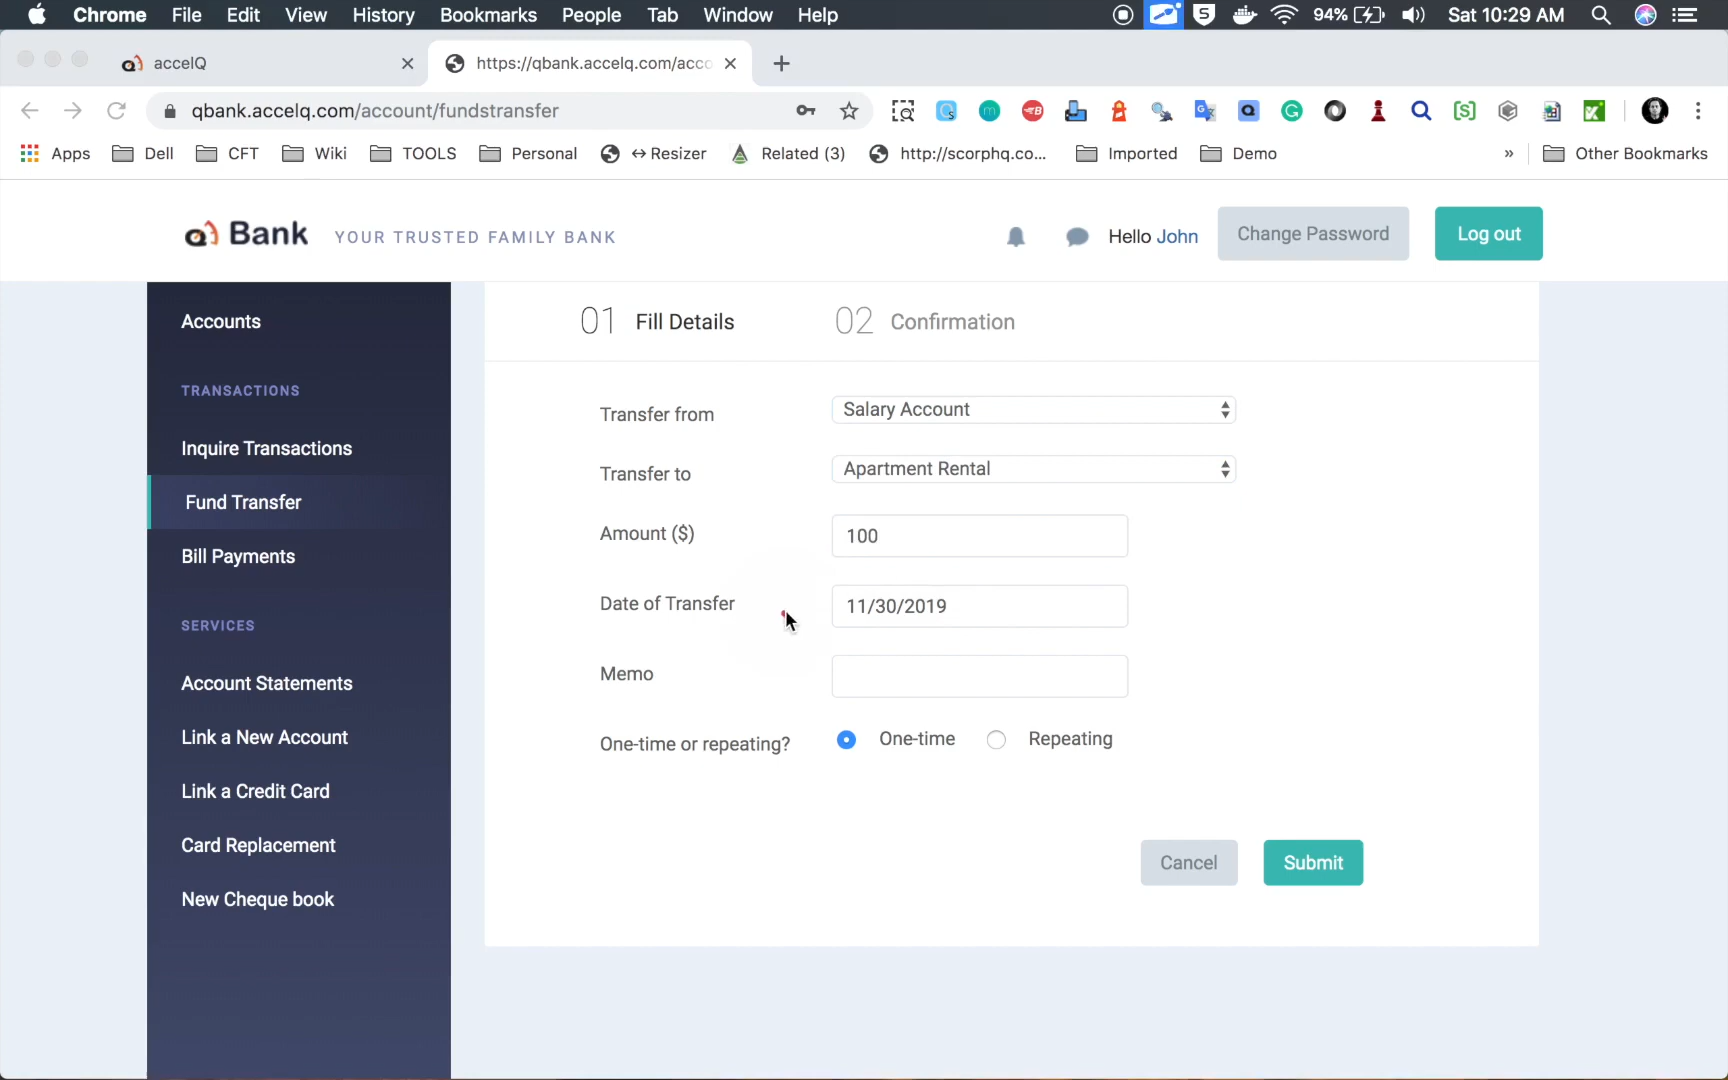 Chrome File Edit View History Bookmarks People Tab Window Help 94% Sat 10:29 AM
accelQ https://qbank.accelq.com/acco
qbank.accelq.com/account/fundstransfer
Apps Dell CFT Wiki TOOLS Personal ↔Resizer Related (3) http://scorphq.co... Imported Demo » Other Bookmarks
Bank YOUR TRUSTED FAMILY BANK Hello John Change Password Log out
Accounts
TRANSACTIONS
Inquire Transactions
Fund Transfer
Bill Payments
SERVICES
Account Statements
Link a New Account
Link a Credit Card
Card Replacement
New Cheque book
01 Fill Details 02 Confirmation
Transfer from Salary Account
Transfer to Apartment Rental
Amount ($) 100
Date of Transfer 11/30/2019
Memo
One-time or repeating? One-time Repeating
Cancel Submit